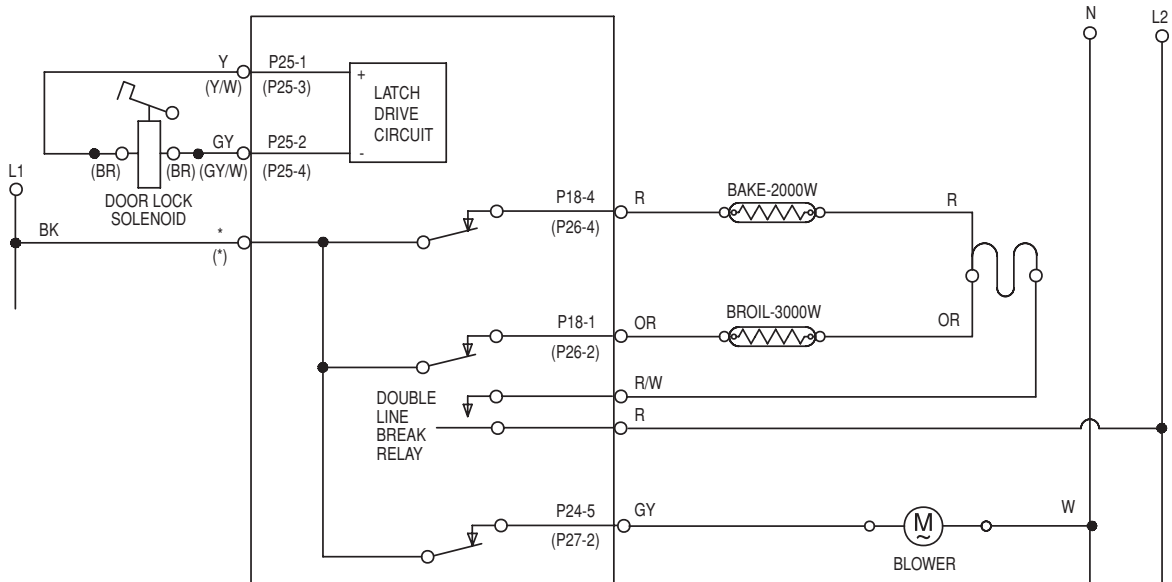 N
L2
Y
P25-1
(Y/W)
(P25-3)
+
LATCH
DRIVE
CIRCUIT
-
GY
P25-2
(BR)
(BR)
(GY/W)
(P25-4)
L1
DOOR LOCK
SOLENOID
BK
*
(*)
P18-4
(P26-4)
R
BAKE-2000W
R
P18-1
(P26-2)
OR
BROIL-3000W
OR
DOUBLE
LINE
BREAK
RELAY
R/W
R
P24-5
(P27-2)
GY
M
~
BLOWER
W